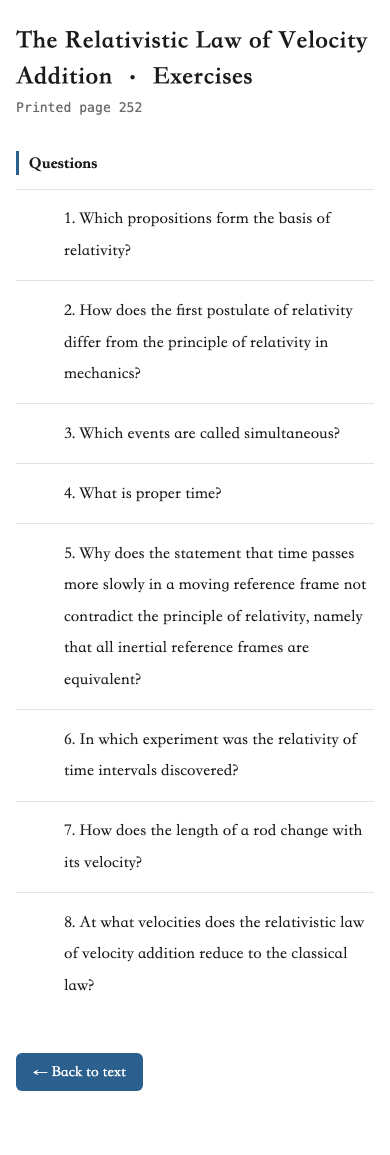 The Relativistic Law of Velocity
Addition · Exercises
Printed page 252
Questions
1. Which propositions form the basis of
relativity?
2. How does the first postulate of relativity
differ from the principle of relativity in
mechanics?
3. Which events are called simultaneous?
4. What is proper time?
5. Why does the statement that time passes
more slowly in a moving reference frame not
contradict the principle of relativity, namely
that all inertial reference frames are
equivalent?
6. In which experiment was the relativity of
time intervals discovered?
7. How does the length of a rod change with
its velocity?
8. At what velocities does the relativistic law
of velocity addition reduce to the classical
law?
← Back to text